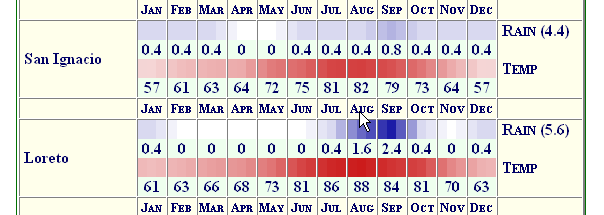 JAN FEB MAR APR MAY JUN JUL AUG SEP OCT NOV DEC
San Ignacio
RAIN (4.4)
0.4 0.4 0.4 0 0 0.4 0.4 0.4 0.8 0.4 0.4 0.4
TEMP
57 61 63 64 72 75 81 82 79 73 64 57
JAN FEB MAR APR MAY JUN JUL AUG SEP OCT NOV DEC
Loreto
RAIN (5.6)
0.4 0 0 0 0 0 0.4 1.6 2.4 0.4 0 0.4
TEMP
61 63 66 68 73 81 86 88 84 81 70 63
JAN FEB MAR APR MAY JUN JUL AUG SEP OCT NOV DEC